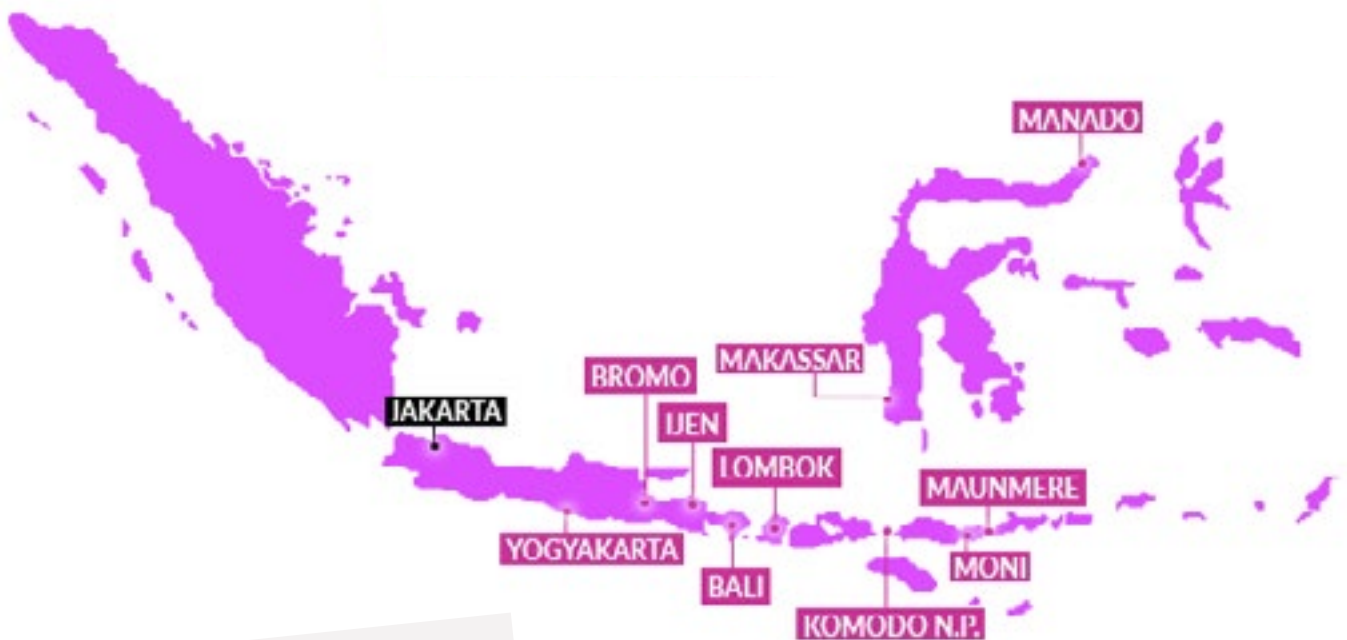 MANADO
MAKASSAR
BROMO
JAKARTA
IJEN
LOMBOK
MAUNMERE
YOGYAKARTA
MONI
BALI
KOMODO N.P.